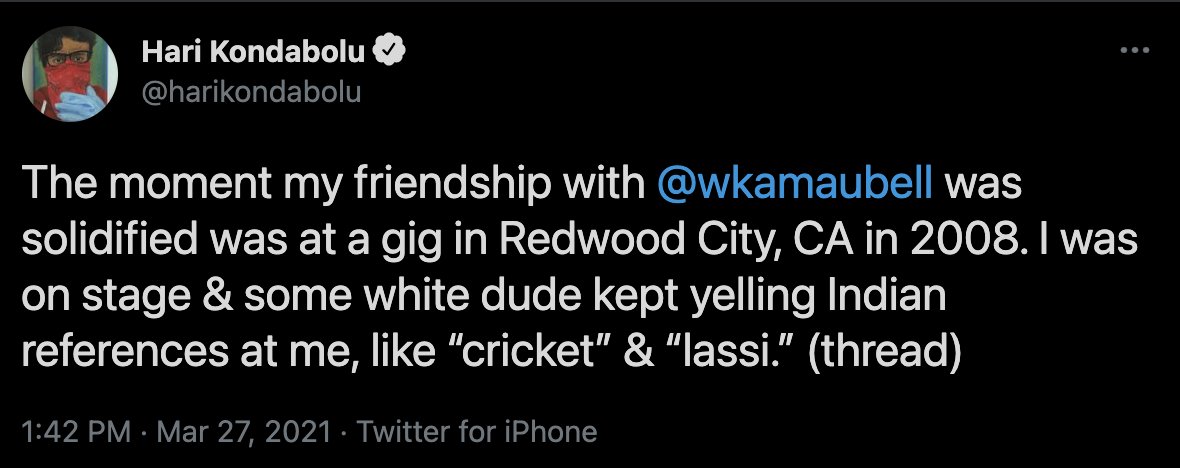 Hari Kondabolu
@harikondabolu
The moment my friendship with @wkamaubell was
solidified was at a gig in Redwood City, CA in 2008. I was
on stage & some white dude kept yelling Indian
references at me, like “cricket” & “lassi.” (thread)
1:42 PM · Mar 27, 2021 · Twitter for iPhone